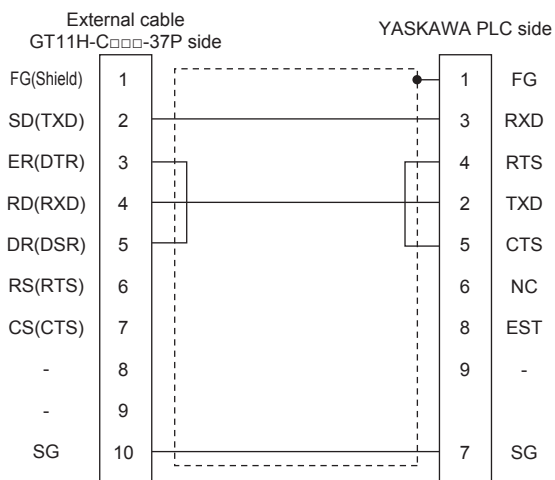 External cable
GT11H-C□□□-37P side
YASKAWA PLC side
FG(Shield) 1 1 FG
SD(TXD) 2 3 RXD
ER(DTR) 3 4 RTS
RD(RXD) 4 2 TXD
DR(DSR) 5 5 CTS
RS(RTS) 6 6 NC
CS(CTS) 7 8 EST
- 8 9 -
- 9
SG 10 7 SG